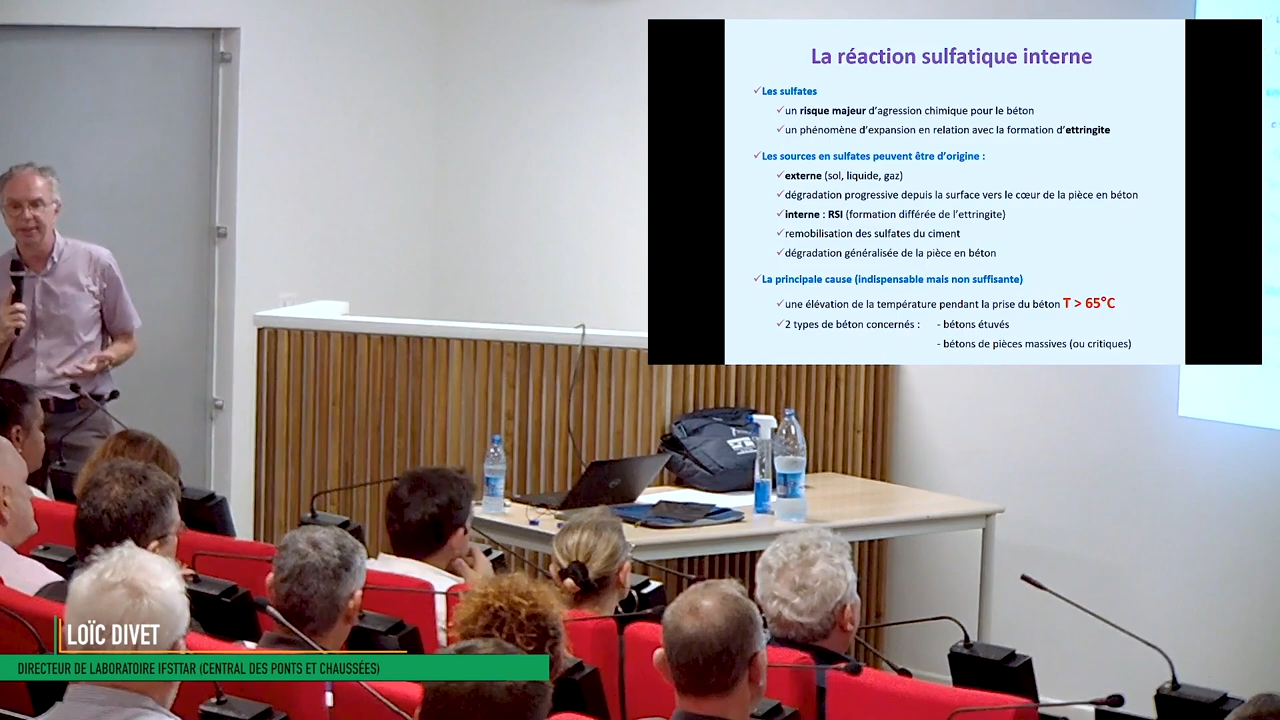 La réaction sulfatique interne
✓Les sulfates
✓un risque majeur d'agression chimique pour le béton
✓un phénomène d'expansion en relation avec la formation d'ettringite
✓Les sources en sulfates peuvent être d'origine :
✓externe (sol, liquide, gaz)
✓dégradation progressive depuis la surface vers le cœur de la pièce en béton
✓interne : RSI (formation différée de l'ettringite)
✓remobilisation des sulfates du ciment
✓dégradation généralisée de la pièce en béton
✓La principale cause (indispensable mais non suffisante)
✓une élévation de la température pendant la prise du béton T > 65°C
✓2 types de béton concernés : - bétons étuvés
- bétons de pièces massives (ou critiques)
LOÏC DIVET
DIRECTEUR DE LABORATOIRE IFSTTAR (CENTRAL DES PONTS ET CHAUSSÉES)